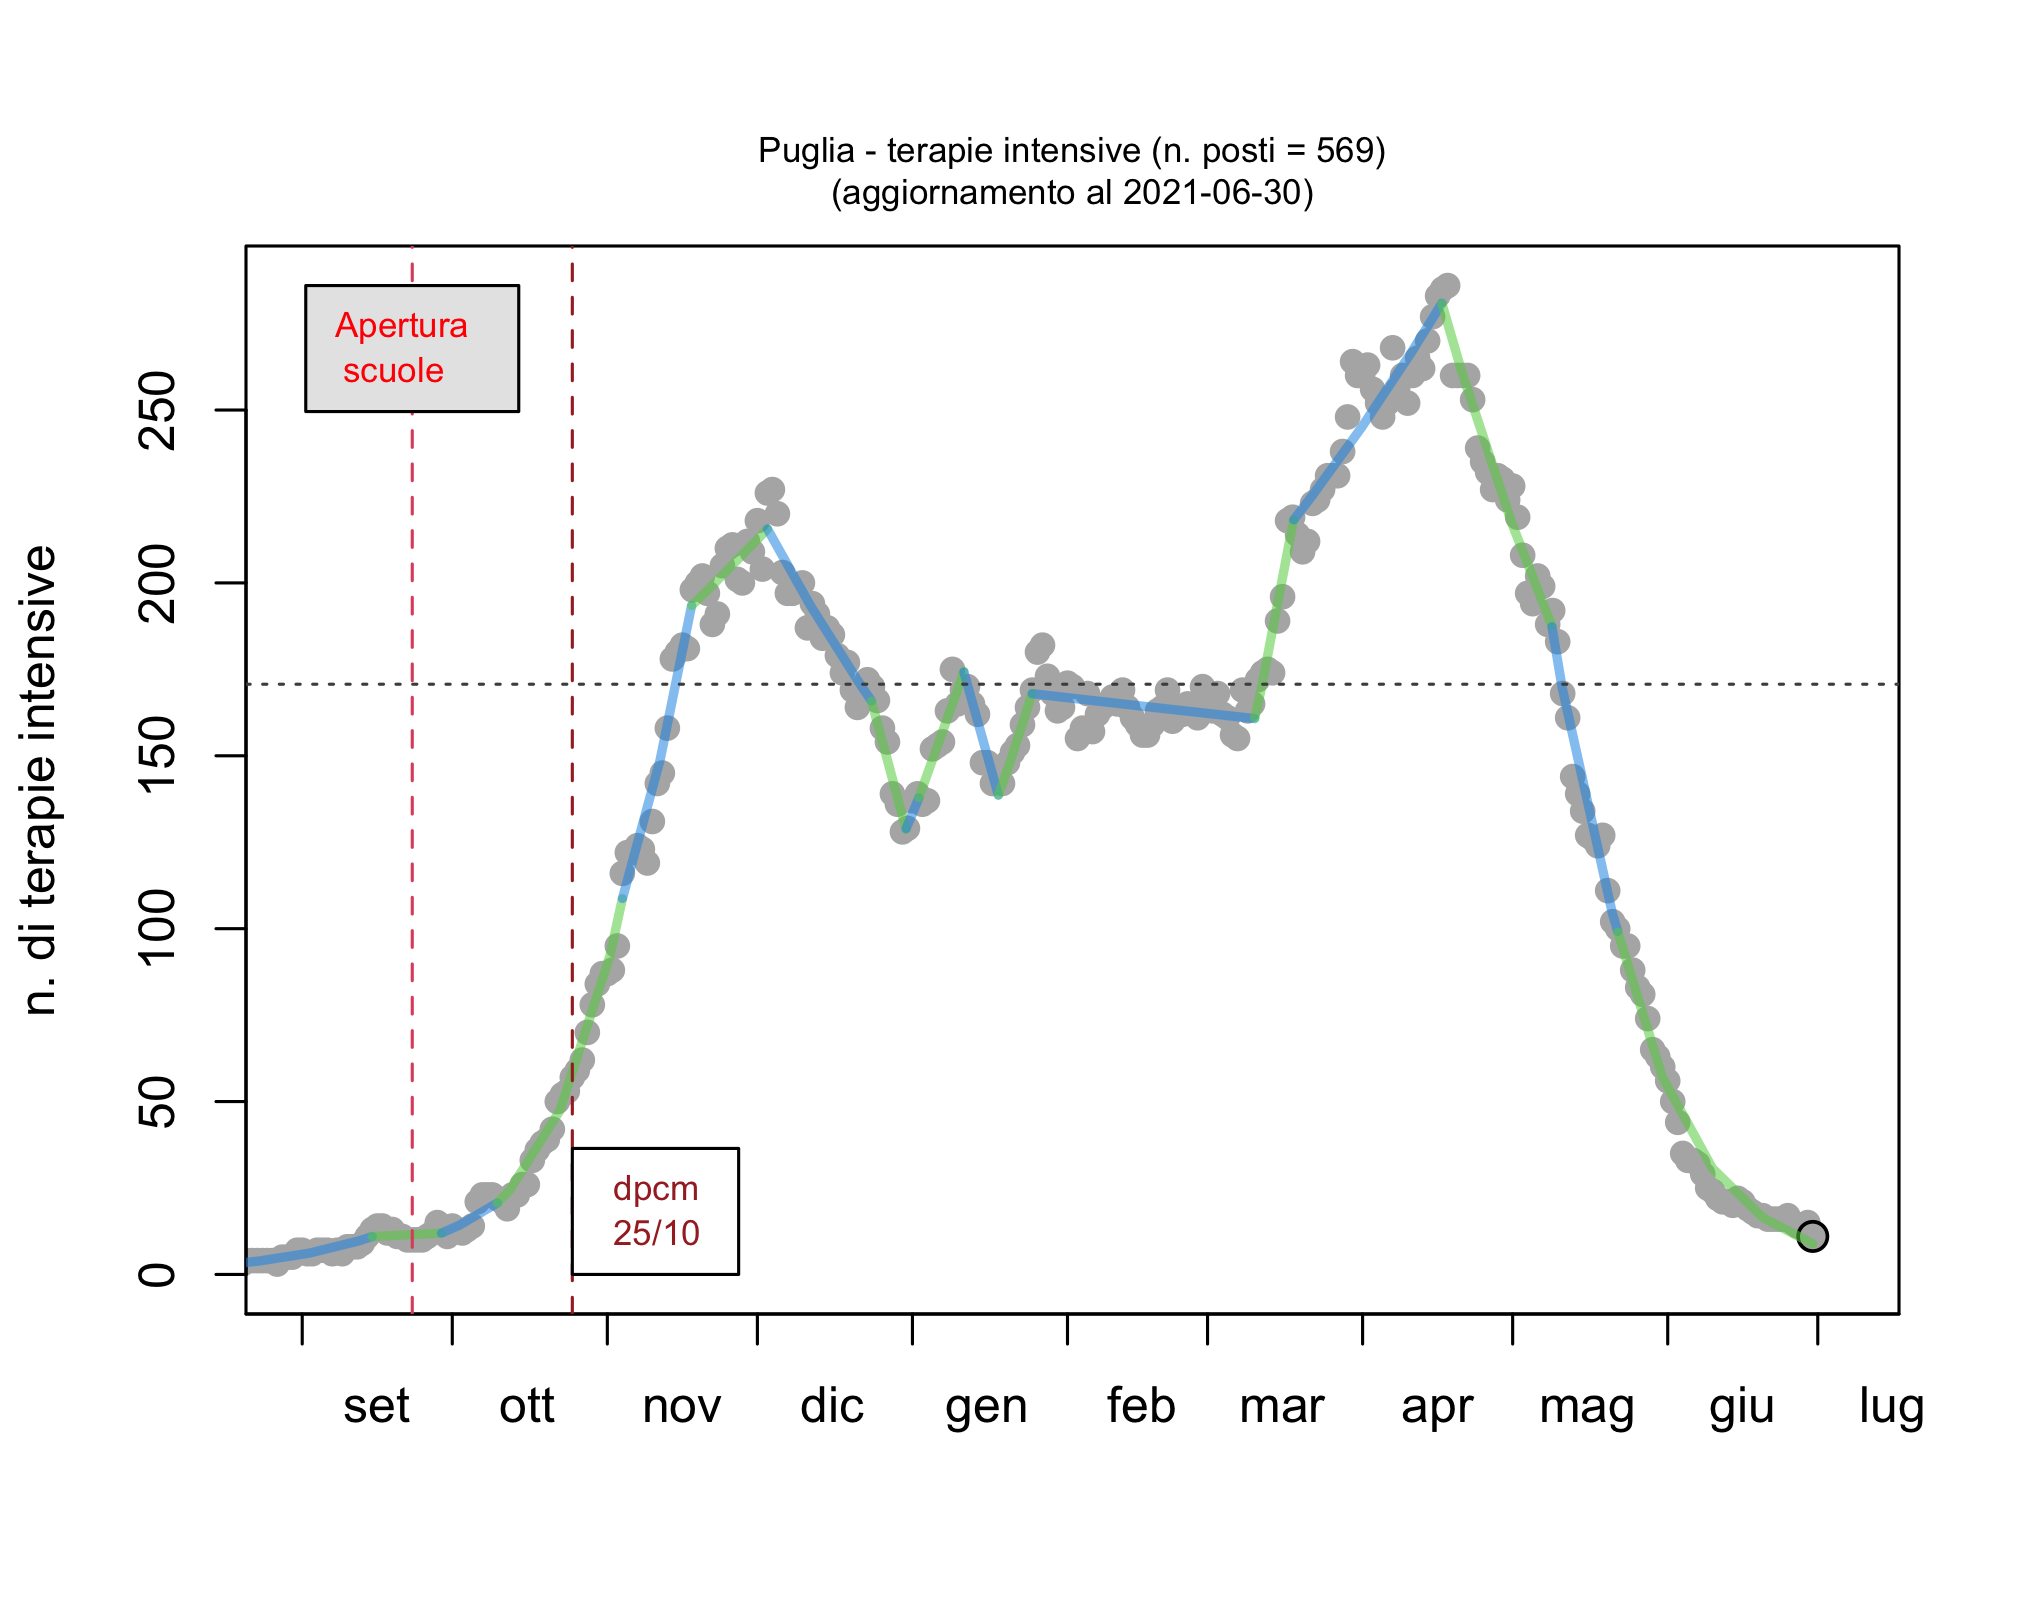 Puglia - terapie intensive (n. posti = 569)
(aggiornamento al 2021-06-30)
Apertura
scuole
dpcm
25/10
n. di terapie intensive
250
200
150
100
50
0
set ott nov dic gen feb mar apr mag giu lug